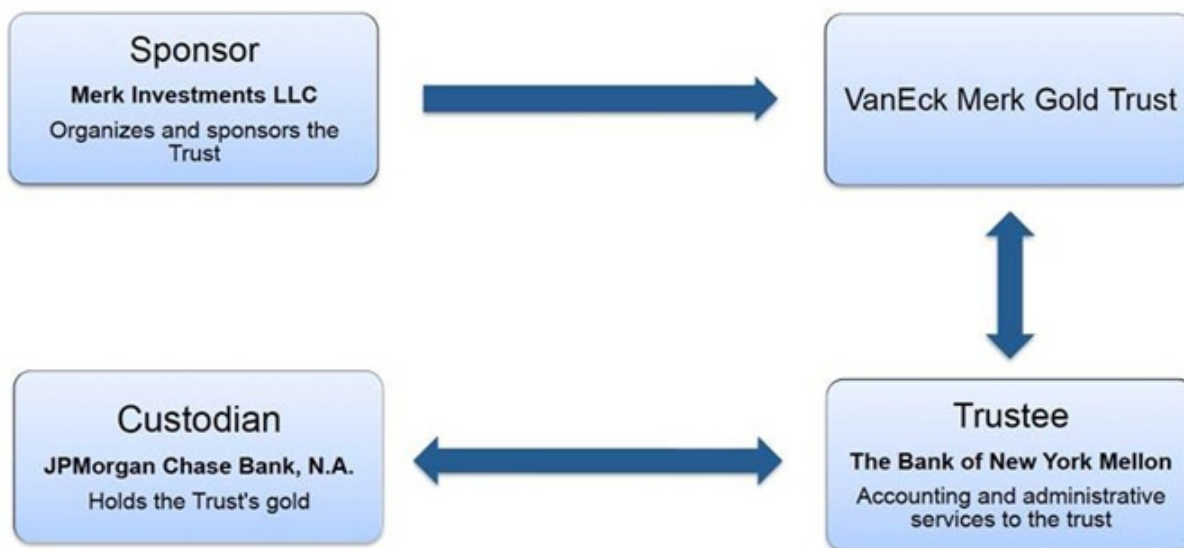 Sponsor
Merk Investments LLC
Organizes and sponsors the
Trust
VanEck Merk Gold Trust
Custodian
JPMorgan Chase Bank, N.A.
Holds the Trust's gold
Trustee
The Bank of New York Mellon
Accounting and administrative
services to the trust